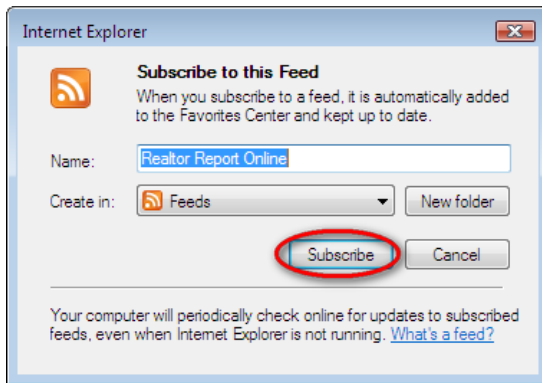 Internet Explorer
Subscribe to this Feed
When you subscribe to a feed, it is automatically added
to the Favorites Center and kept up to date.
Name: Realtor Report Online
Create in: Feeds New folder
Subscribe Cancel
Your computer will periodically check online for updates to subscribed
feeds, even when Internet Explorer is not running. What's a feed?